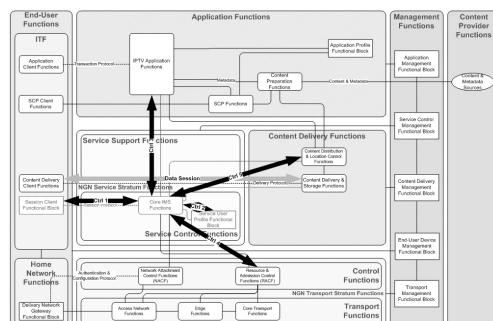 End-User
Functions
Application Functions
Management
Functions
Content
Provider
Functions
ITF
Application
Client Functions
Transaction Protocol
IPTV Application
Functions
Application Profile
Functional Block
Application
Management
Functional Block
Metadata
Content
Preparation
Functions
Content & Metadata
Content &
Metadata
Sources
SCP Client
Functions
SCP Functions
Service Control
Management
Functional Block
Service Support Functions
Content Delivery Functions
Ctrl
Content Distribution
& Location Control
Functions
Content Delivery
Client Functions
Data Session
Ctrl
Delivery Protocol
Content Delivery &
Storage Functions
Content Delivery
Management
Functional Block
NGN Service Stratum Functions
Session Client
Functional Block
Ctrl 1
Core IMS
Functions
Ctrl 2
Service User
Profile Functional
Block
Service Control Functions
Ctrl
End-User Device
Management
Functional Block
Home
Network
Functions
Authentication &
Configuration Protocol
Network Attachment
Control Functions
(NACF)
Resource &
Admission Control
Functions (RACF)
Control
Functions
Transport
Management
Functional Block
NGN Transport Stratum Functions
Delivery Network
Gateway
Functional Block
Access Network
Functions
Edge
Functions
Core Transport
Functions
Transport
Functions